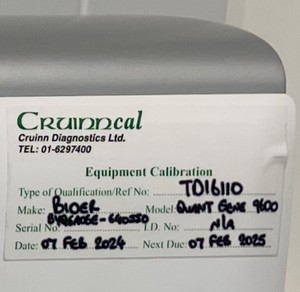 CRUINNcal
Cruinn Diagnostics Ltd.
TEL: 01-6297400
Equipment Calibration
Type of Qualification/Ref No: TD16110
Make: BIOER Model: QUANT GENE 9600
Serial No: I.D. No: N/A
Date: 07 FEB 2024 Next Due: 07 FEB 2025